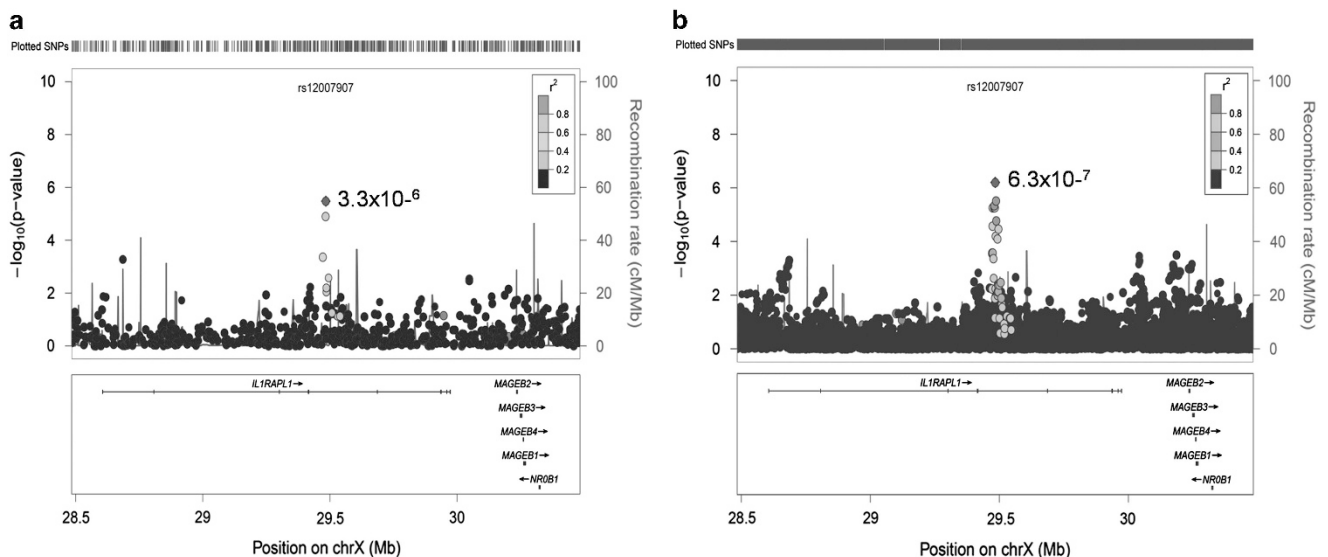 a
Plotted SNPs
rs12007907
r²
0.8
0.6
0.4
0.2
3.3x10-6
10
8
6
4
2
0
−log10(p-value)
100
80
60
40
20
0
Recombination rate (cM/Mb)
IL1RAPL1→
MAGEB2→
MAGEB3→
MAGEB4→
MAGEB1→
←NR0B1
28.5 29 29.5 30
Position on chrX (Mb)
b
Plotted SNPs
rs12007907
r²
0.8
0.6
0.4
0.2
6.3x10-7
10
8
6
4
2
0
−log10(p-value)
100
80
60
40
20
0
Recombination rate (cM/Mb)
IL1RAPL1→
MAGEB2→
MAGEB3→
MAGEB4→
MAGEB1→
←NR0B1
28.5 29 29.5 30
Position on chrX (Mb)